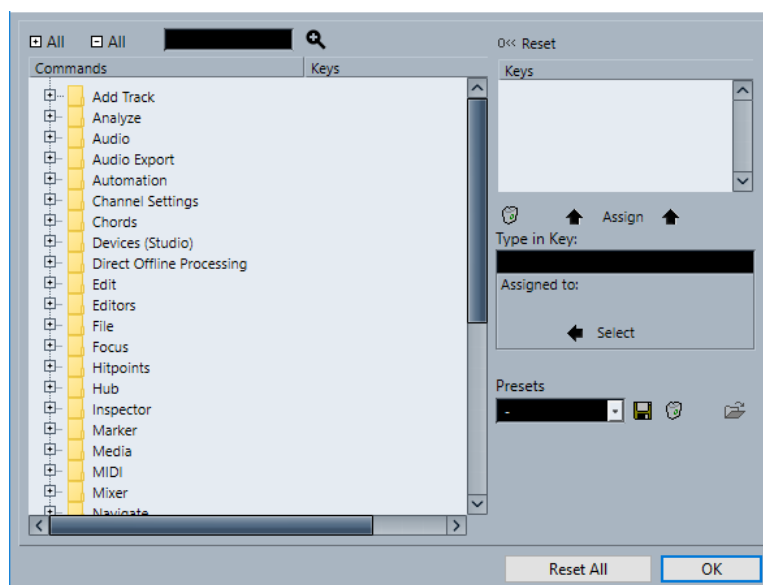 All
All
Commands
Keys
Add Track
Analyze
Audio
Audio Export
Automation
Channel Settings
Chords
Devices (Studio)
Direct Offline Processing
Edit
Editors
File
Focus
Hitpoints
Hub
Inspector
Marker
Media
MIDI
Mixer
Navigate
0<< Reset
Keys
Assign
Type in Key:
Assigned to:
Select
Presets
-
Reset All
OK